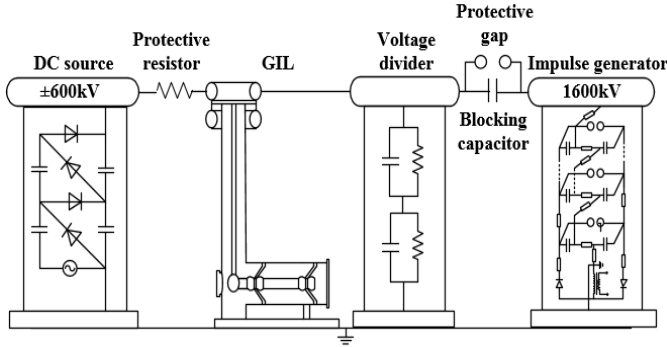 Protective
gap
Protective
resistor
GIL
Voltage
divider
DC source
Impulse generator
±600kV
1600kV
Blocking
capacitor